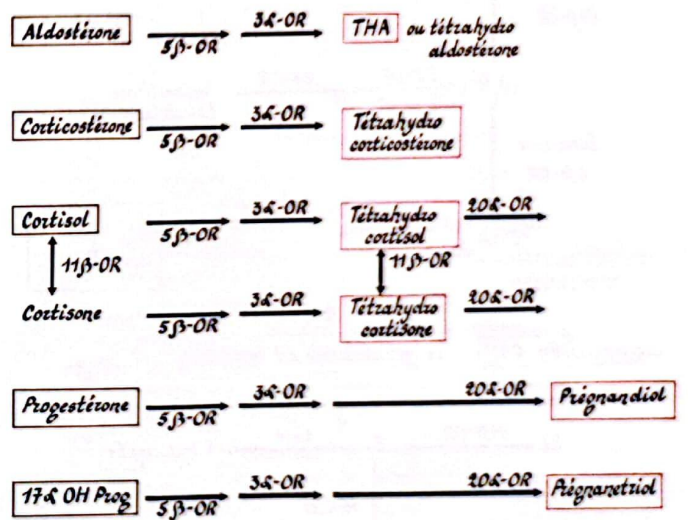 Aldostérone 5β-OR 3α-OR THA ou tétrahydro
aldostérone
Corticostérone 5β-OR 3α-OR Tétrahydro
corticostérone
Cortisol 5β-OR 3α-OR Tétrahydro
cortisol 20α-OR
11β-OR 11β-OR
Cortisone 5β-OR 3α-OR Tétrahydro
cortisone 20α-OR
Progestérone 5β-OR 3α-OR 20α-OR Prégnandiol
17α OH Prog 5β-OR 3α-OR 20α-OR Prégnanetriol